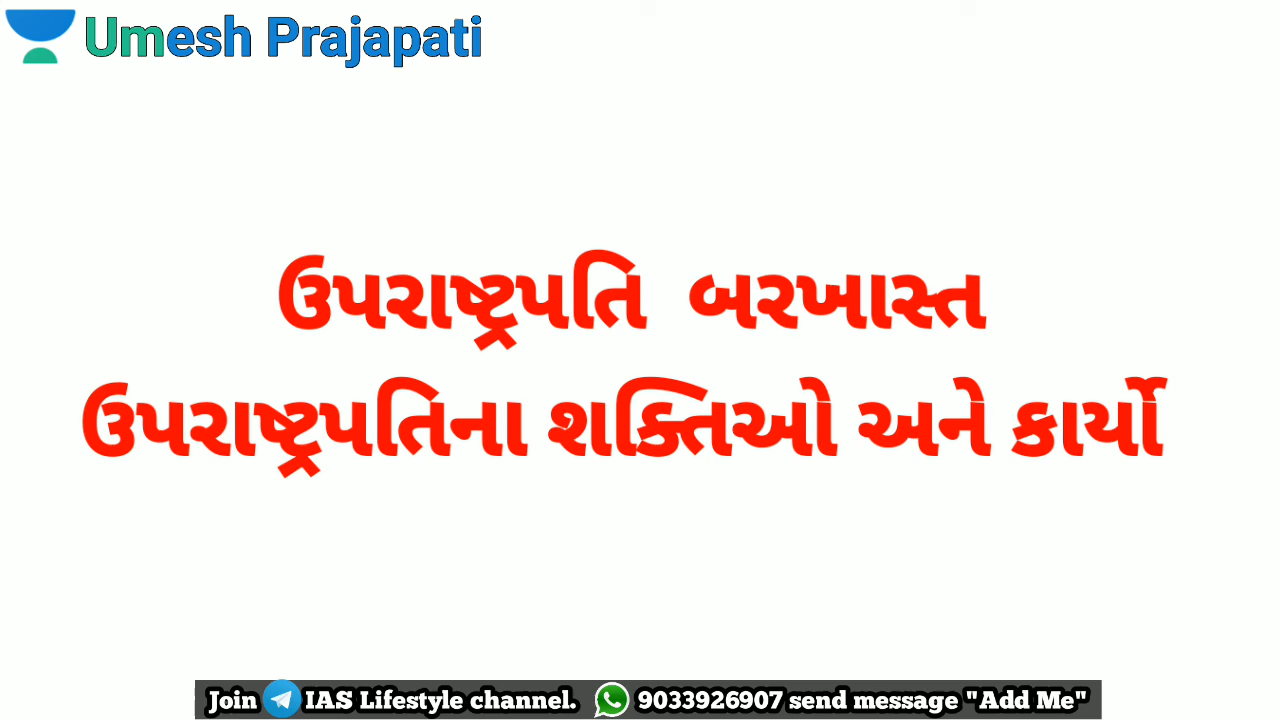 Umesh Prajapati
ઉપરાષ્ટ્રપતિ બરખાસ્ત
ઉપરાષ્ટ્રપતિના શક્તિઓ અને કાર્યો
Join IAS Lifestyle channel. 9033926907 send message "Add Me"